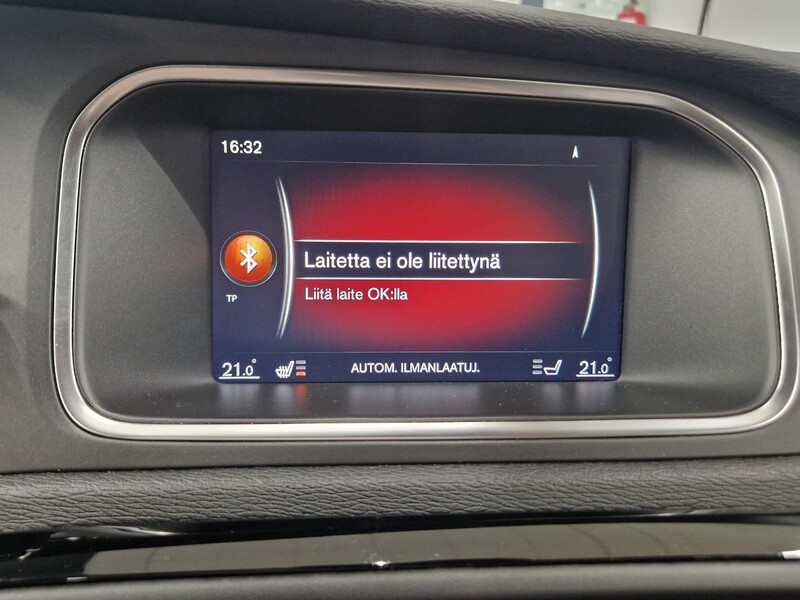 16:32
A
Laitetta ei ole liitettynä
Liitä laite OK:lla
TP
21.0° AUTOM. ILMANLAATUJ. 21.0°